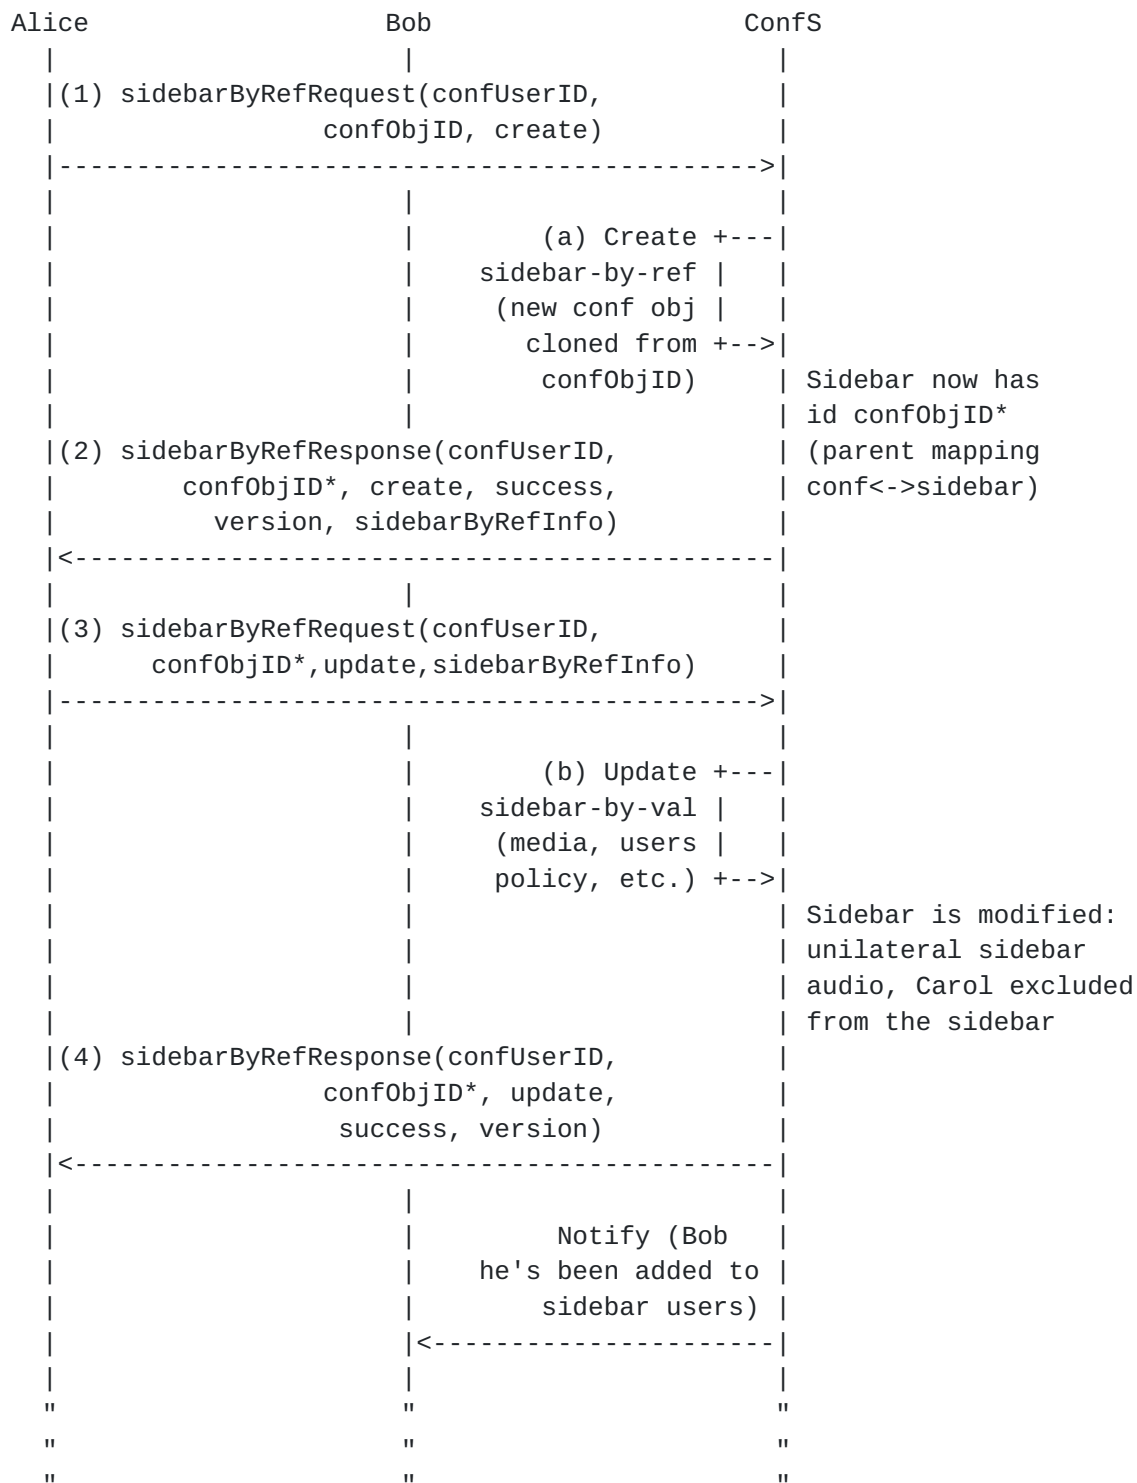 Alice                   Bob                    ConfS
  |                      |                       |
  |(1) sidebarByRefRequest(confUserID,           |
  |                 confObjID, create)           |
  |--------------------------------------------->|
  |                      |                       |
  |                      |        (a) Create +---|
  |                      |    sidebar-by-ref |   |
  |                      |     (new conf obj |   |
  |                      |       cloned from +-->|
  |                      |        confObjID)     | Sidebar now has
  |                      |                       | id confObjID*
  |(2) sidebarByRefResponse(confUserID,          | (parent mapping
  |        confObjID*, create, success,          | conf<->sidebar)
  |          version, sidebarByRefInfo)          |
  |<---------------------------------------------|
  |                      |                       |
  |(3) sidebarByRefRequest(confUserID,           |
  |      confObjID*,update,sidebarByRefInfo)     |
  |--------------------------------------------->|
  |                      |                       |
  |                      |        (b) Update +---|
  |                      |    sidebar-by-val |   |
  |                      |     (media, users |   |
  |                      |     policy, etc.) +-->|
  |                      |                       | Sidebar is modified:
  |                      |                       | unilateral sidebar
  |                      |                       | audio, Carol excluded
  |                      |                       | from the sidebar
  |(4) sidebarByRefResponse(confUserID,          |
  |                 confObjID*, update,          |
  |                  success, version)           |
  |<---------------------------------------------|
  |                      |                       |
  |                      |         Notify (Bob   |
  |                      |    he's been added to |
  |                      |        sidebar users) |
  |                      |<----------------------|
  |                      |                       |
  "                      "                       "
  "                      "                       "
  "                      "                       "